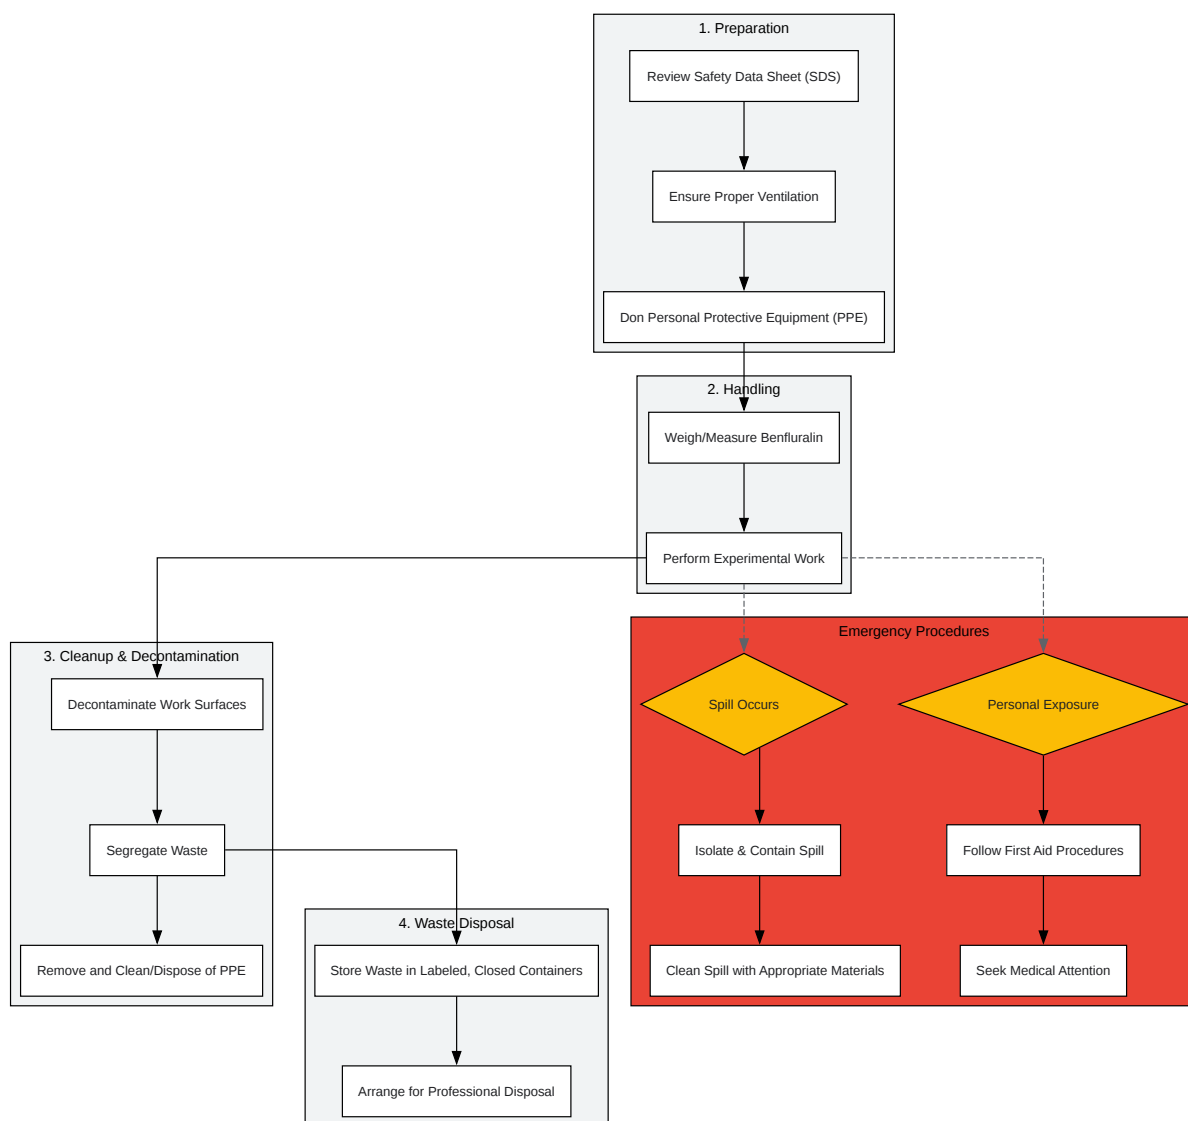 1. Preparation
Review Safety Data Sheet (SDS)
Ensure Proper Ventilation
Don Personal Protective Equipment (PPE)
2. Handling
Weigh/Measure Benfluralin
Perform Experimental Work
3. Cleanup & Decontamination
Decontaminate Work Surfaces
Segregate Waste
Remove and Clean/Dispose of PPE
4. Waste Disposal
Store Waste in Labeled, Closed Containers
Arrange for Professional Disposal
Emergency Procedures
Spill Occurs
Personal Exposure
Isolate & Contain Spill
Follow First Aid Procedures
Clean Spill with Appropriate Materials
Seek Medical Attention